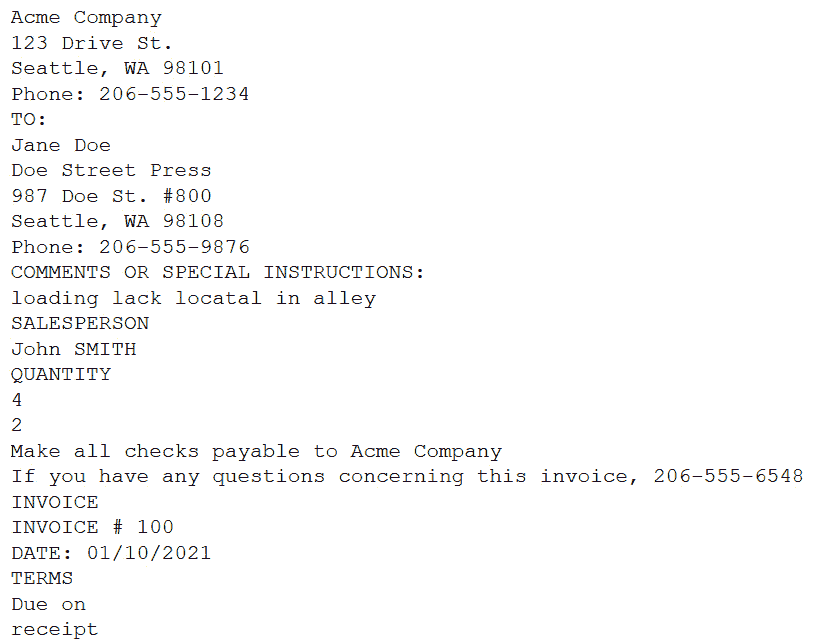 Acme Company
123 Drive St.
Seattle, WA 98101
Phone: 206-555-1234
TO:
Jane Doe
Doe Street Press
987 Doe St. #800
Seattle, WA 98108
Phone: 206-555-9876
COMMENTS OR SPECIAL INSTRUCTIONS:
loading lack locatal in alley
SALESPERSON
John SMITH
QUANTITY
4
2
Make all checks payable to Acme Company
If you have any questions concerning this invoice, 206-555-6548
INVOICE
INVOICE # 100
DATE: 01/10/2021
TERMS
Due on
receipt